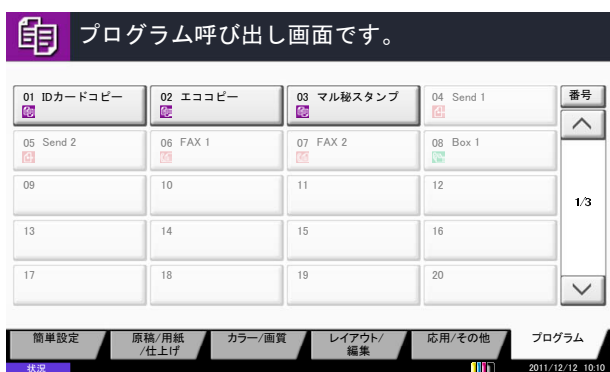 プログラム呼び出し画面です。
01 IDカードコピー
02 エココピー
03 マル秘スタンプ
04 Send 1
番号
05 Send 2
06 FAX 1
07 FAX 2
08 Box 1
09
10
11
12
1/3
13
14
15
16
17
18
19
20
簡単設定
原稿/用紙
/仕上げ
カラー/画質
レイアウト/
編集
応用/その他
プログラム
状況
2011/12/12 10:10